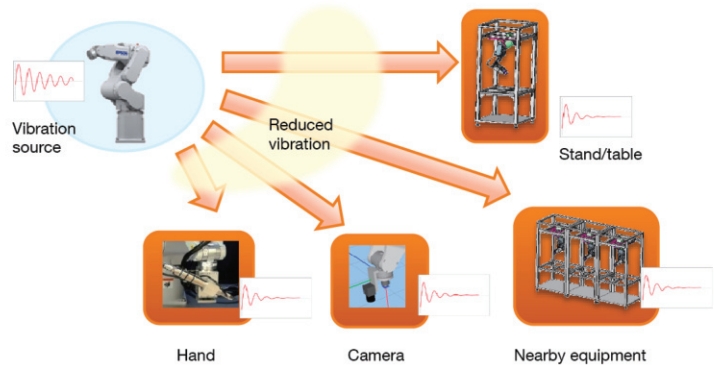 Vibration
source
Reduced
vibration
Stand/table
Hand
Camera
Nearby equipment